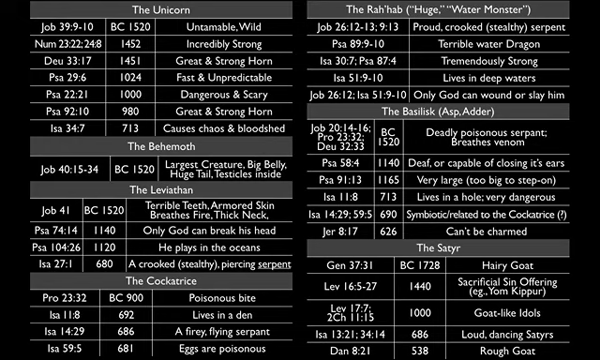 The Unicorn
Job 39:9-10 BC 1520 Untamable, Wild
Num 23:22; 24:8 1452 Incredibly Strong
Deu 33:17 1451 Great & Strong Horn
Psa 29:6 1024 Fast & Unpredictable
Psa 22:21 1000 Dangerous & Scary
Psa 92:10 980 Great & Strong Horn
Isa 34:7 713 Causes chaos & bloodshed
The Behemoth
Job 40:15-34 BC 1520 Largest Creature, Big Belly,
Huge Tail, Testicles inside
The Leviathan
Job 41 BC 1520 Terrible Teeth, Armored Skin
Breathes Fire, Thick Neck,
Psa 74:14 1140 Only God can break his head
Psa 104:26 1120 He plays in the oceans
Isa 27:1 680 A crooked (stealthy), piercing serpent
The Cockatrice
Pro 23:32 BC 900 Poisonous bite
Isa 11:8 692 Lives in a den
Isa 14:29 686 A firey, flying serpant
Isa 59:5 681 Eggs are poisonous
The Rah'hab ("Huge," "Water Monster")
Job 26:12-13; 9:13 Proud, crooked (stealthy) serpent
Psa 89:9-10 Terrible water Dragon
Isa 30:7; Psa 87:4 Tremendously Strong
Isa 51:9-10 Lives in deep waters
Job 26:12; Isa 51:9-10 Only God can wound or slay him
The Basilisk (Asp, Adder)
Job 20:14-16;
Pro 23:32;
Deu 32:33 BC
1520 Deadly poisonous serpent;
Breathes venom
Psa 58:4 1140 Deaf, or capable of closing it's ears
Psa 91:13 1165 Very large (too big to step-on)
Isa 11:8 713 Lives in a hole; very dangerous
Isa 14:29; 59:5 690 Symbiotic/related to the Cockatrice (?)
Jer 8:17 626 Can't be charmed
The Satyr
Gen 37:31 BC 1728 Hairy Goat
Lev 16:5-27 1440 Sacrificial Sin Offering
(eg., Yom Kippur)
Lev 17:7;
2Ch 11:15 1000 Goat-like Idols
Isa 13:21; 34:14 686 Loud, dancing Satyrs
Dan 8:21 538 Rough Goat